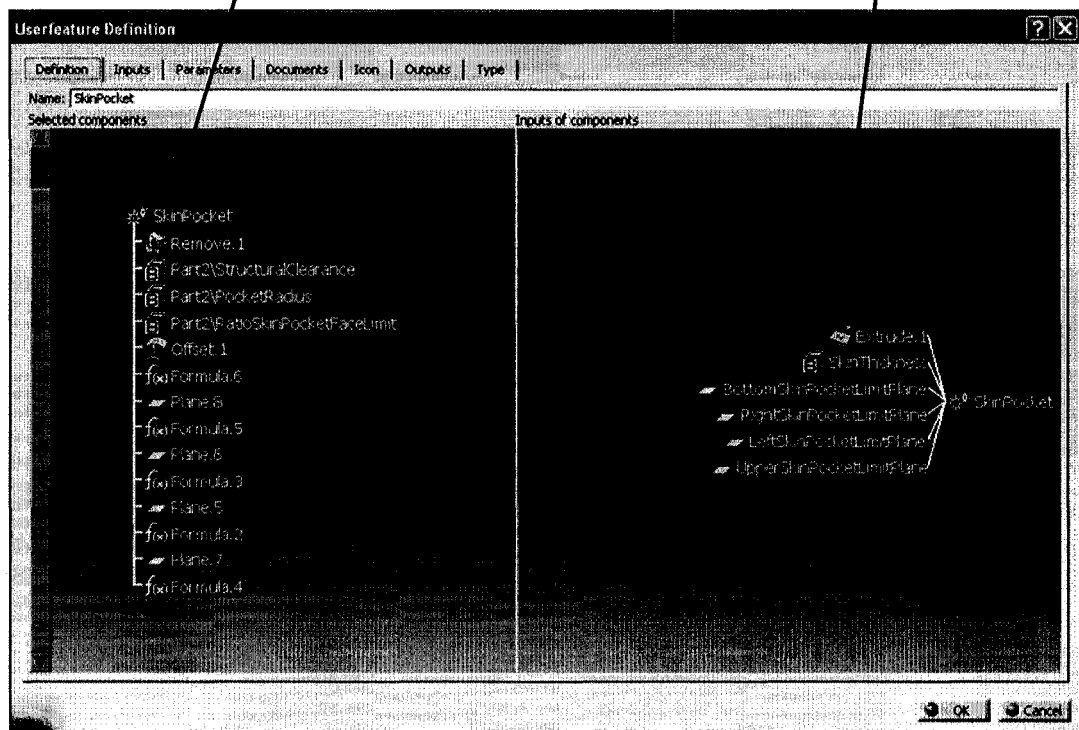 Userfeature Definition
Definition Inputs Parameters Documents Icon Outputs Type
Name: SkinPocket
Selected components
Inputs of components
SkinPocket
Remove.1
Part2\StructuralClearance
Part2\PocketRadius
Part2\RatioSkinPocketFaceLimit
Offset.1
f(x) Formula.6
Plane.8
f(x) Formula.5
Plane.6
f(x) Formula.3
Plane.5
f(x) Formula.2
Plane.7
f(x) Formula.4
Extrude.1
SkinThickness
BottomSkinPocketLimitPlane
RightSkinPocketLimitPlane
LeftSkinPocketLimitPlane
UpperSkinPocketLimitPlane
SkinPocket
OK Cancel